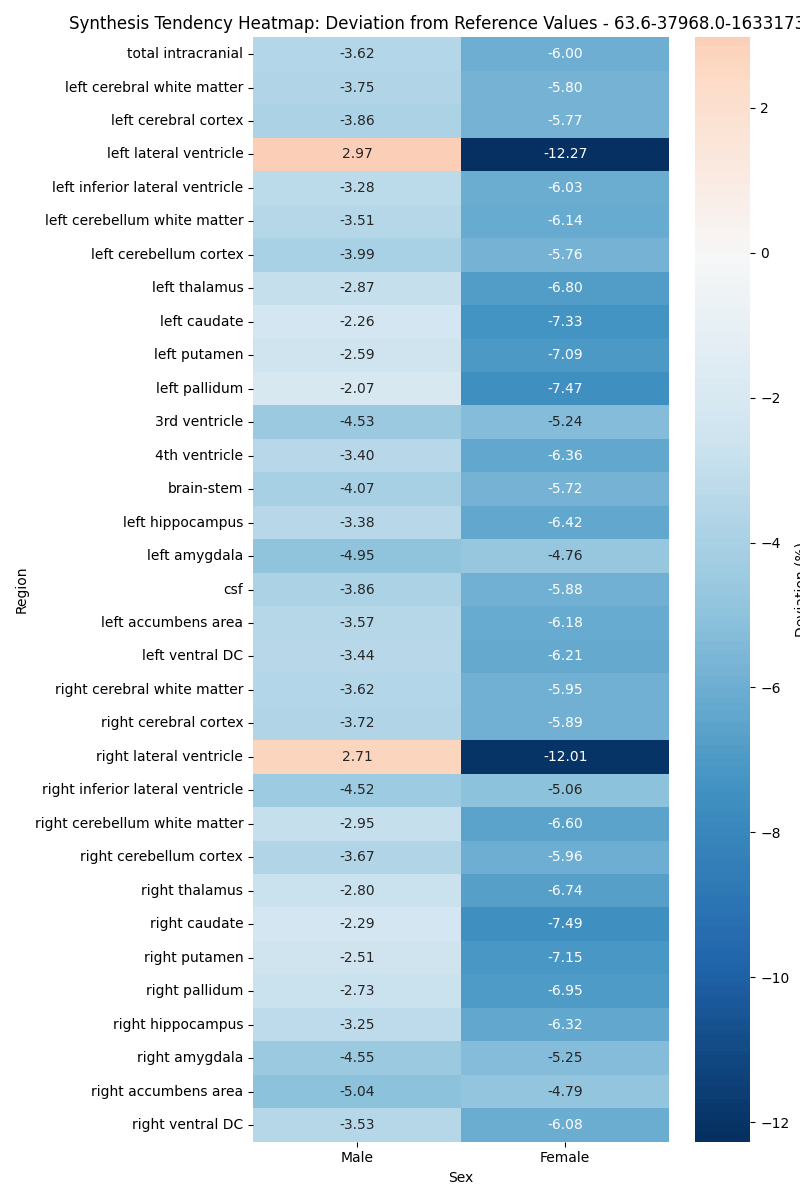 Synthesis Tendency Heatmap: Deviation from Reference Values - 63.6-37968.0-1633173
total intracranial -3.62 -6.00
left cerebral white matter -3.75 -5.80
left cerebral cortex -3.86 -5.77
left lateral ventricle 2.97 -12.27
left inferior lateral ventricle -3.28 -6.03
left cerebellum white matter -3.51 -6.14
left cerebellum cortex -3.99 -5.76
left thalamus -2.87 -6.80
left caudate -2.26 -7.33
left putamen -2.59 -7.09
left pallidum -2.07 -7.47
3rd ventricle -4.53 -5.24
4th ventricle -3.40 -6.36
brain-stem -4.07 -5.72
left hippocampus -3.38 -6.42
left amygdala -4.95 -4.76
csf -3.86 -5.88
left accumbens area -3.57 -6.18
left ventral DC -3.44 -6.21
right cerebral white matter -3.62 -5.95
right cerebral cortex -3.72 -5.89
right lateral ventricle 2.71 -12.01
right inferior lateral ventricle -4.52 -5.06
right cerebellum white matter -2.95 -6.60
right cerebellum cortex -3.67 -5.96
right thalamus -2.80 -6.74
right caudate -2.29 -7.49
right putamen -2.51 -7.15
right pallidum -2.73 -6.95
right hippocampus -3.25 -6.32
right amygdala -4.55 -5.25
right accumbens area -5.04 -4.79
right ventral DC -3.53 -6.08
Male Female
Sex
Region
2
0
−2
−4
−6
−8
−10
−12